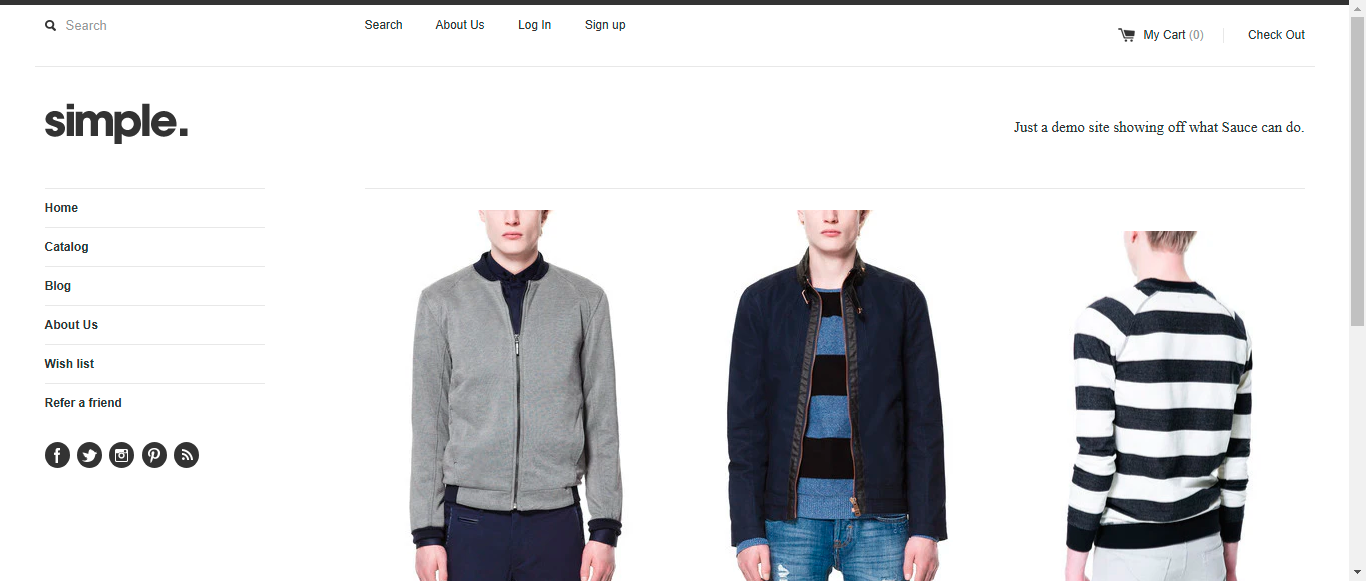 Search
Search About Us Log In Sign up
My Cart (0) Check Out
simple.
Just a demo site showing off what Sauce can do.
Home
Catalog
Blog
About Us
Wish list
Refer a friend